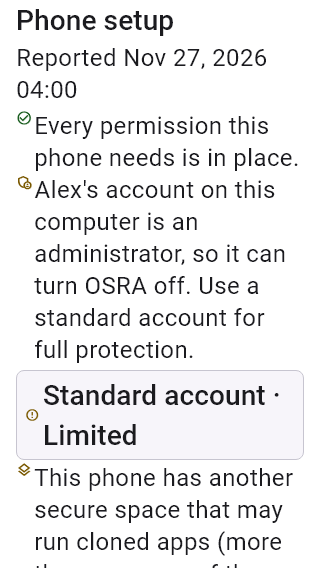 Phone setup
Reported Nov 27, 2026
04:00
Every permission this
phone needs is in place.
Alex's account on this
computer is an
administrator, so it can
turn OSRA off. Use a
standard account for
full protection.
Standard account ·
Limited
This phone has another
secure space that may
run cloned apps (more